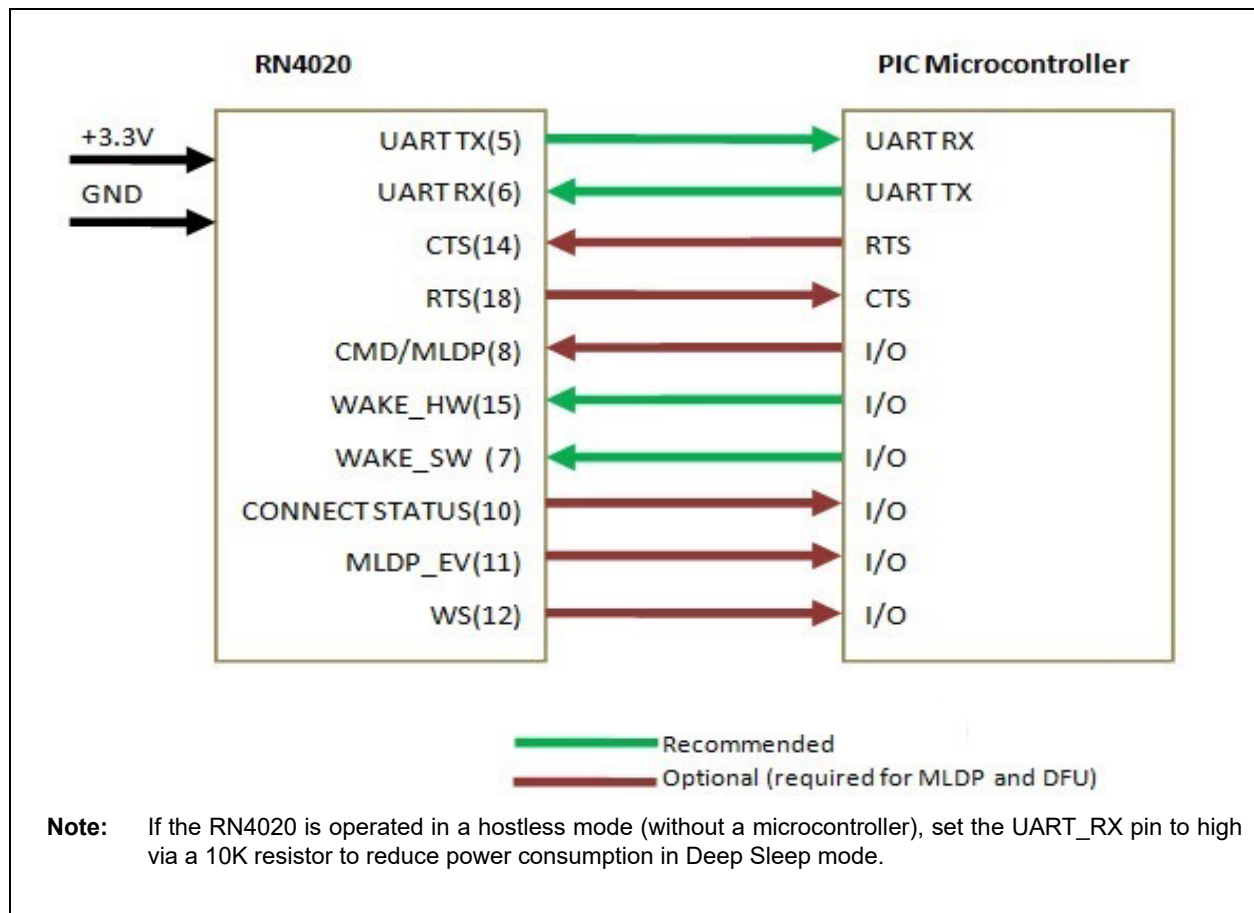 RN4020 PIC Microcontroller
+3.3V
GND
UART TX(5) UART RX
UART RX(6) UART TX
CTS(14) RTS
RTS(18) CTS
CMD/MLDP(8) I/O
WAKE_HW(15) I/O
WAKE_SW (7) I/O
CONNECT STATUS(10) I/O
MLDP_EV(11) I/O
WS(12) I/O
Recommended
Optional (required for MLDP and DFU)
Note: If the RN4020 is operated in a hostless mode (without a microcontroller), set the UART_RX pin to high
via a 10K resistor to reduce power consumption in Deep Sleep mode.